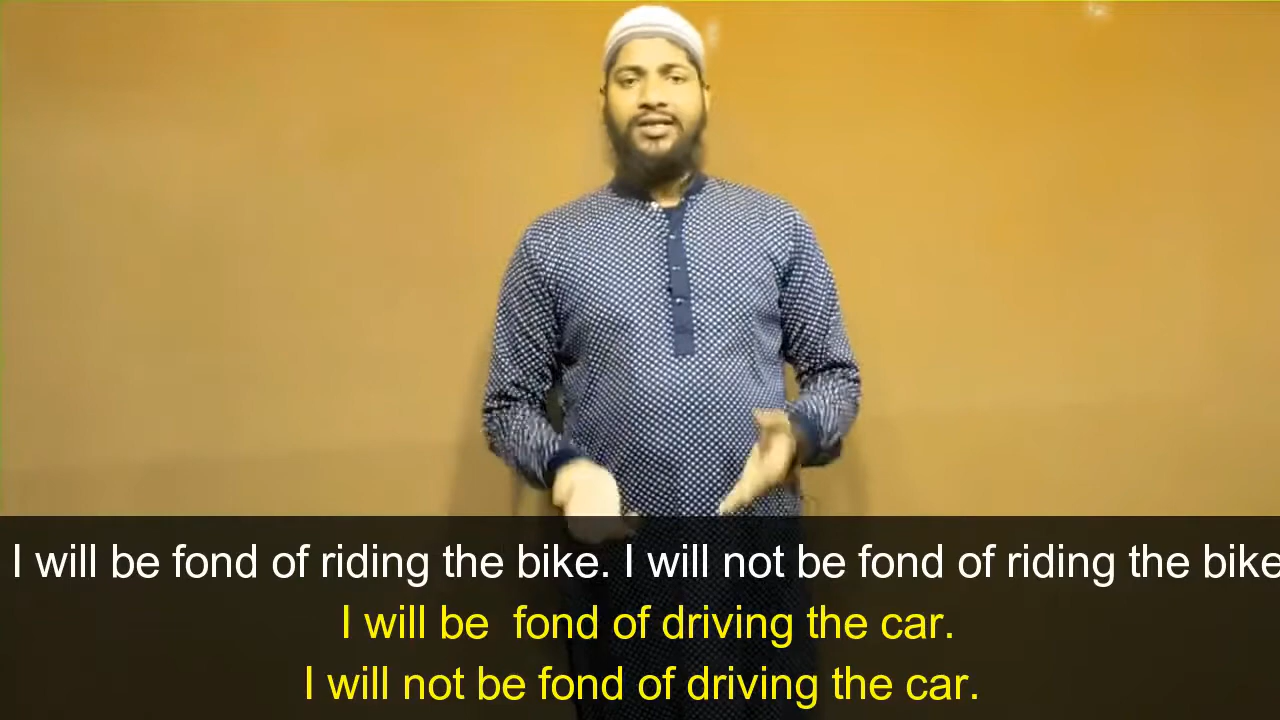 I will be fond of riding the bike. I will not be fond of riding the bike
I will be  fond of driving the car.
I will not be fond of driving the car.